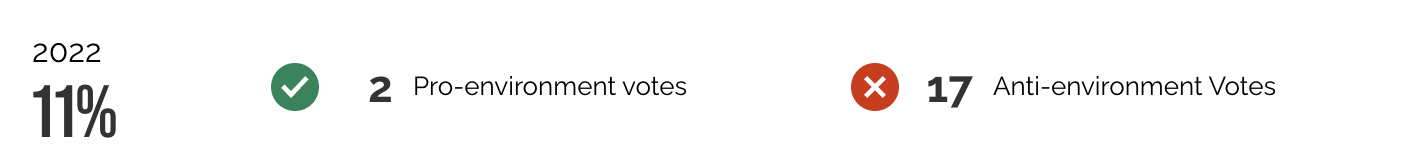 2022
11%
2 Pro-environment votes
17 Anti-environment Votes